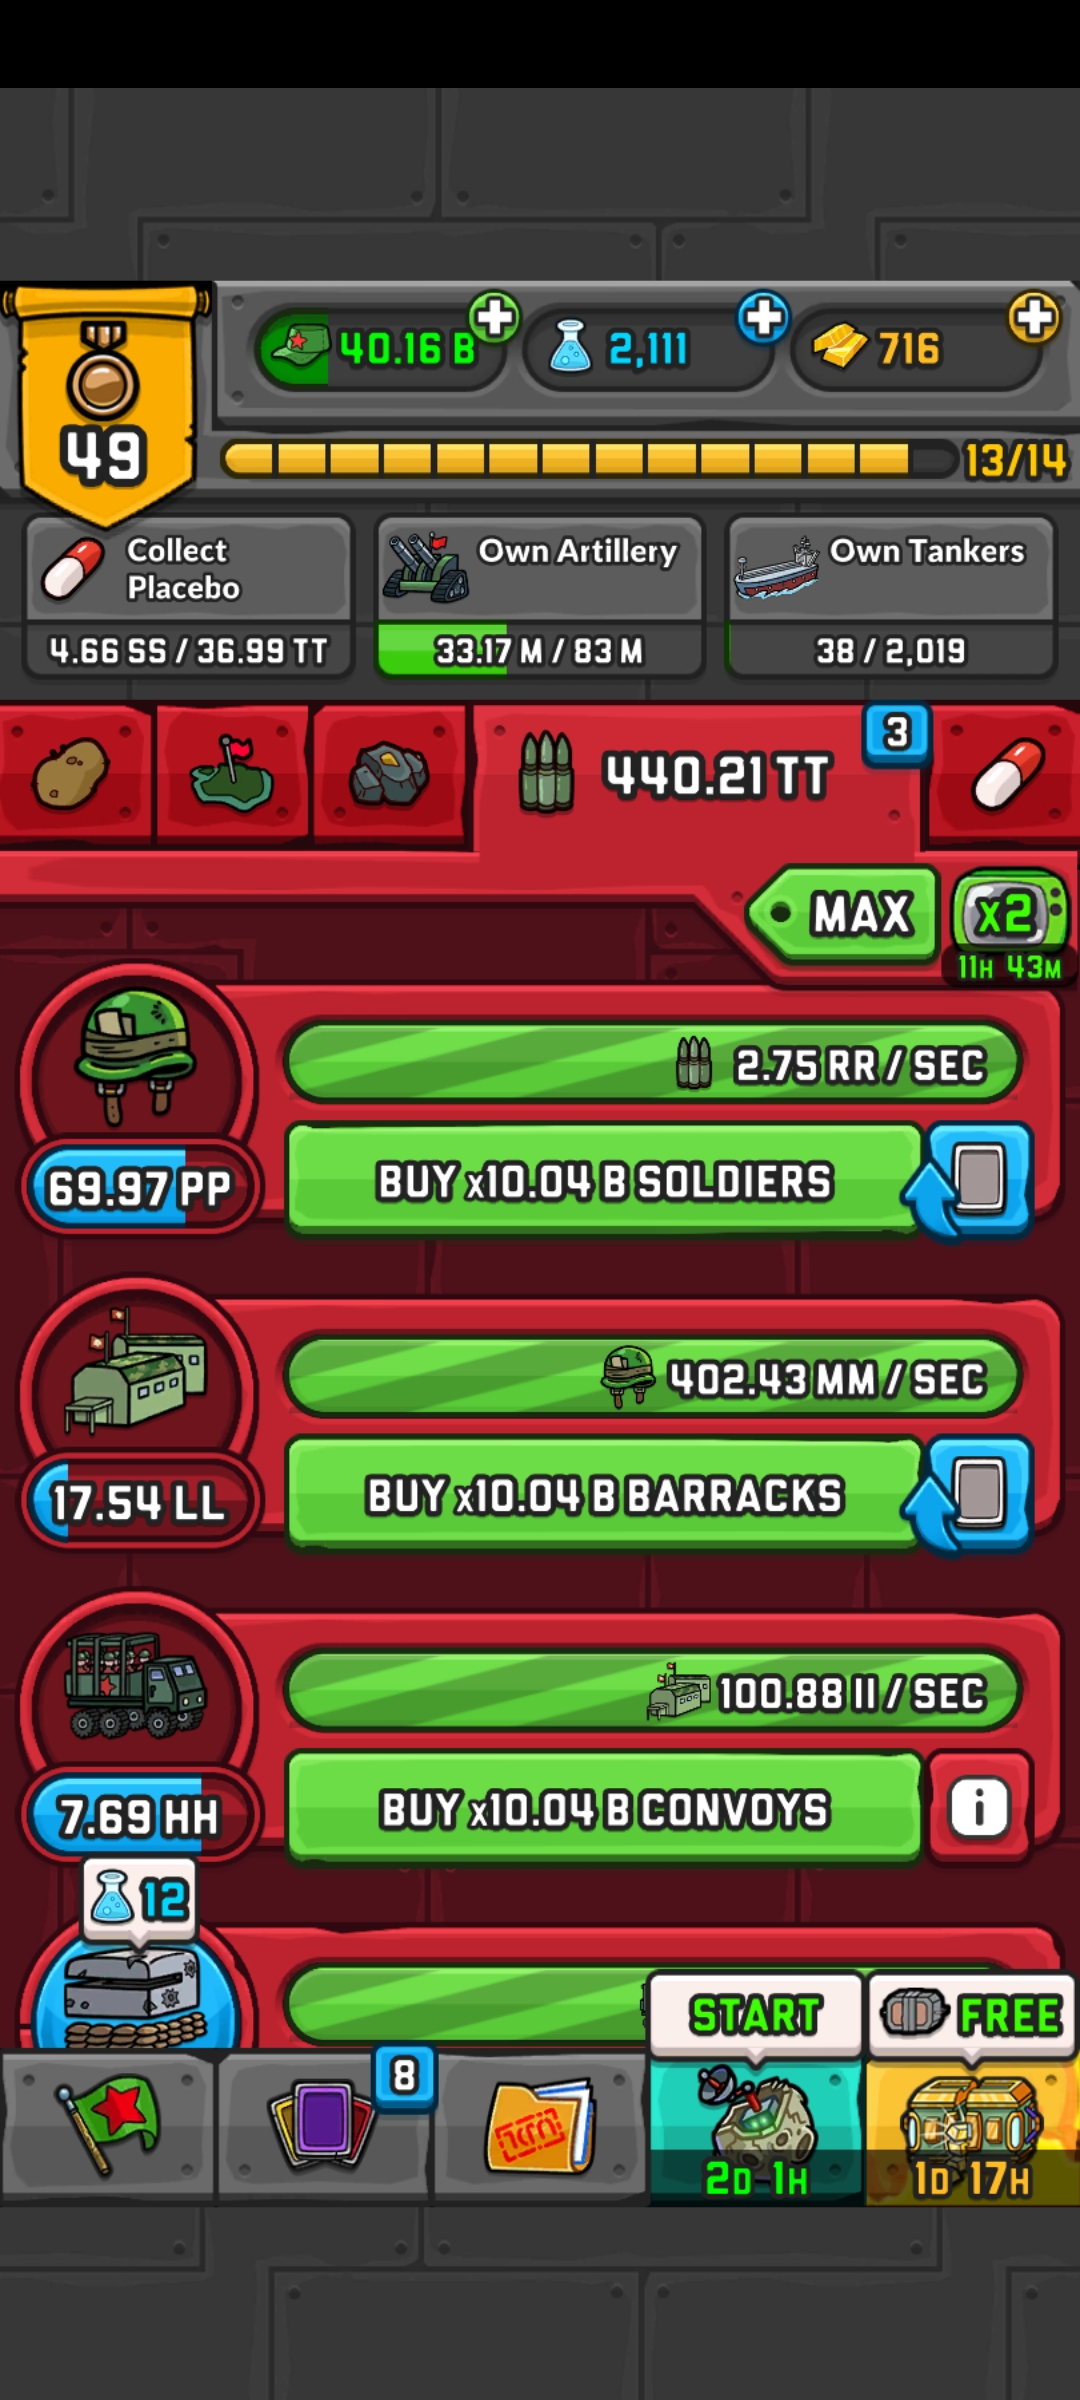 40.16 B
2,111
716
49
13/14
Collect
Placebo
Own Artillery
Own Tankers
4.66 SS / 36.99 TT
33.17 M / 83 M
38 / 2,019
440.21 TT
3
MAX
x2
11H 43M
2.75 RR / SEC
69.97 PP
BUY x10.04 B SOLDIERS
402.43 MM / SEC
17.54 LL
BUY x10.04 B BARRACKS
100.88 II / SEC
7.69 HH
BUY x10.04 B CONVOYS
i
12
START
FREE
8
2D 1H
1D 17H